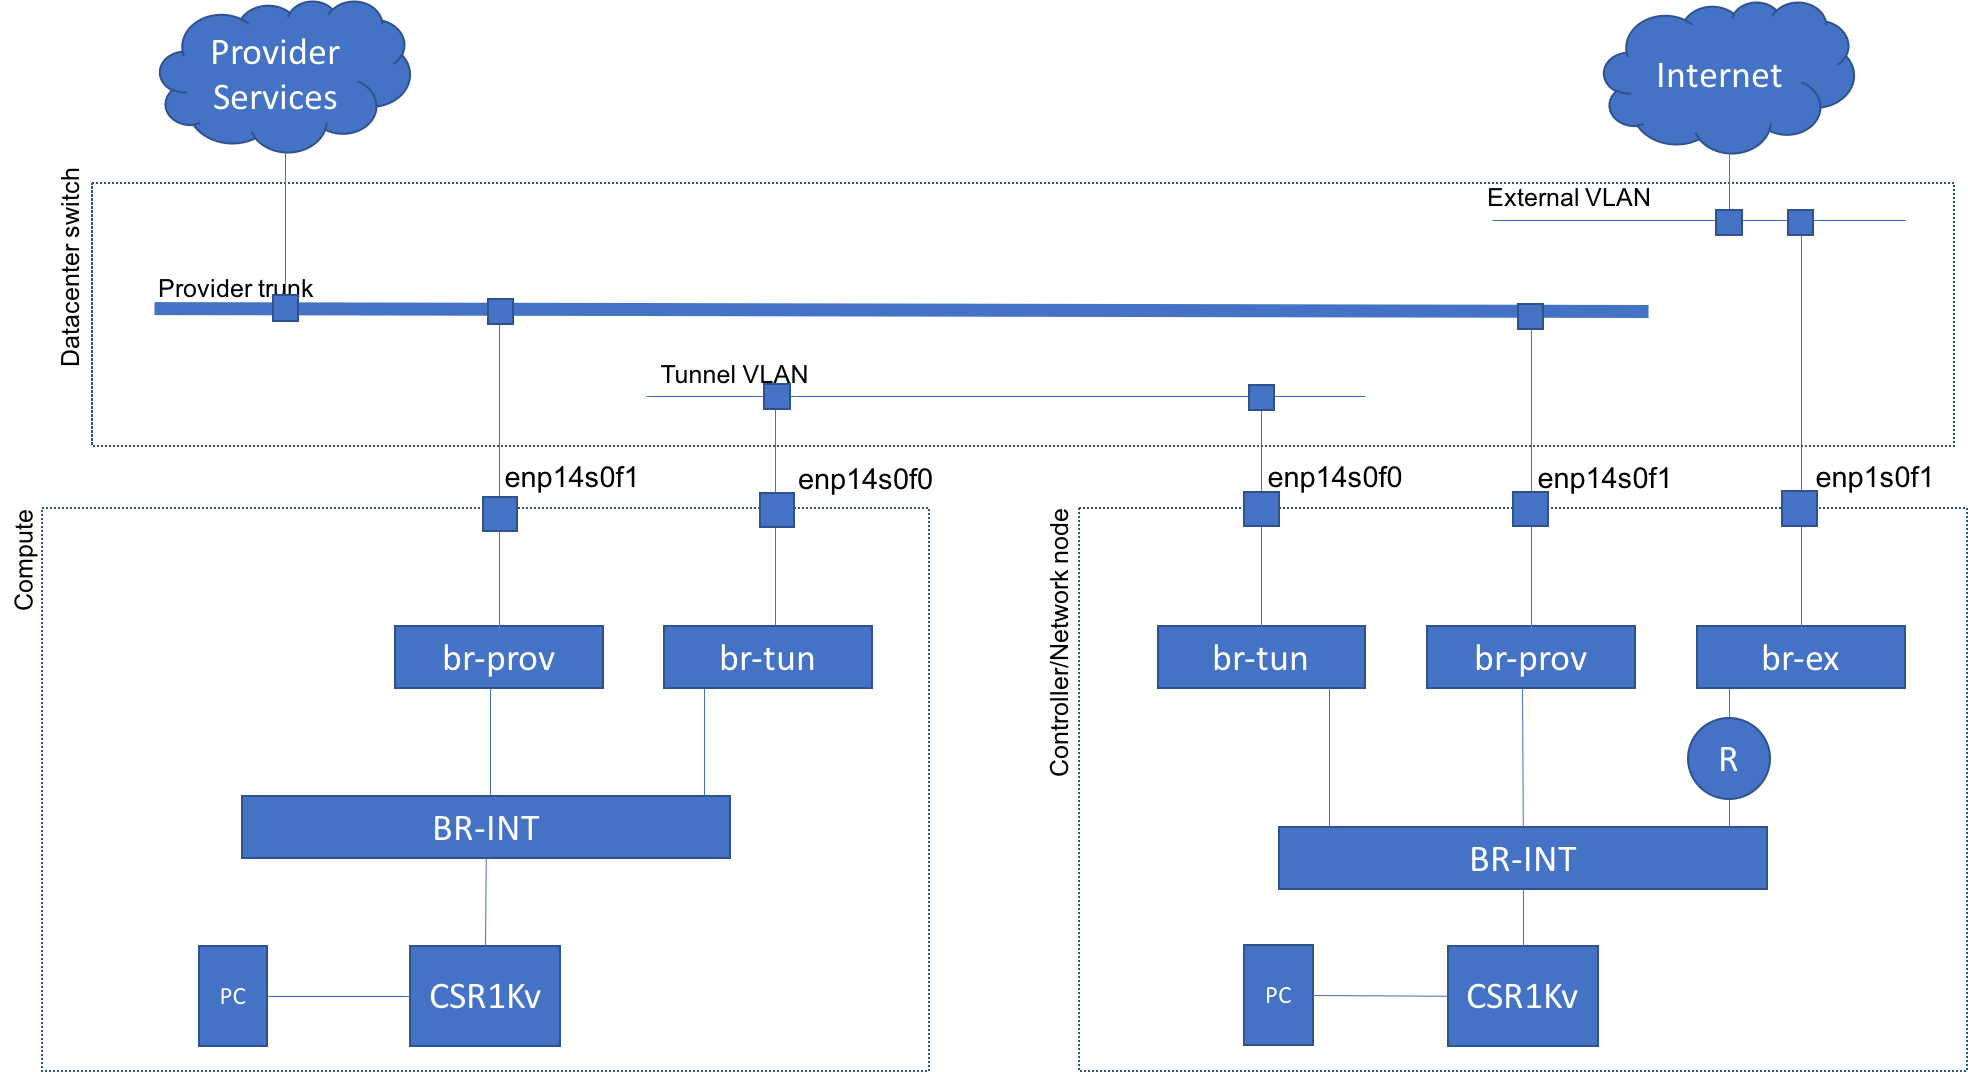 Provider
Services
Internet
Datacenter switch
External VLAN
Provider trunk
Tunnel VLAN
enp14s0f1
enp14s0f0
enp14s0f0
enp14s0f1
enp1s0f1
Compute
Controller/Network node
br-prov
br-tun
br-tun
br-prov
br-ex
R
BR-INT
BR-INT
PC
CSR1Kv
PC
CSR1Kv